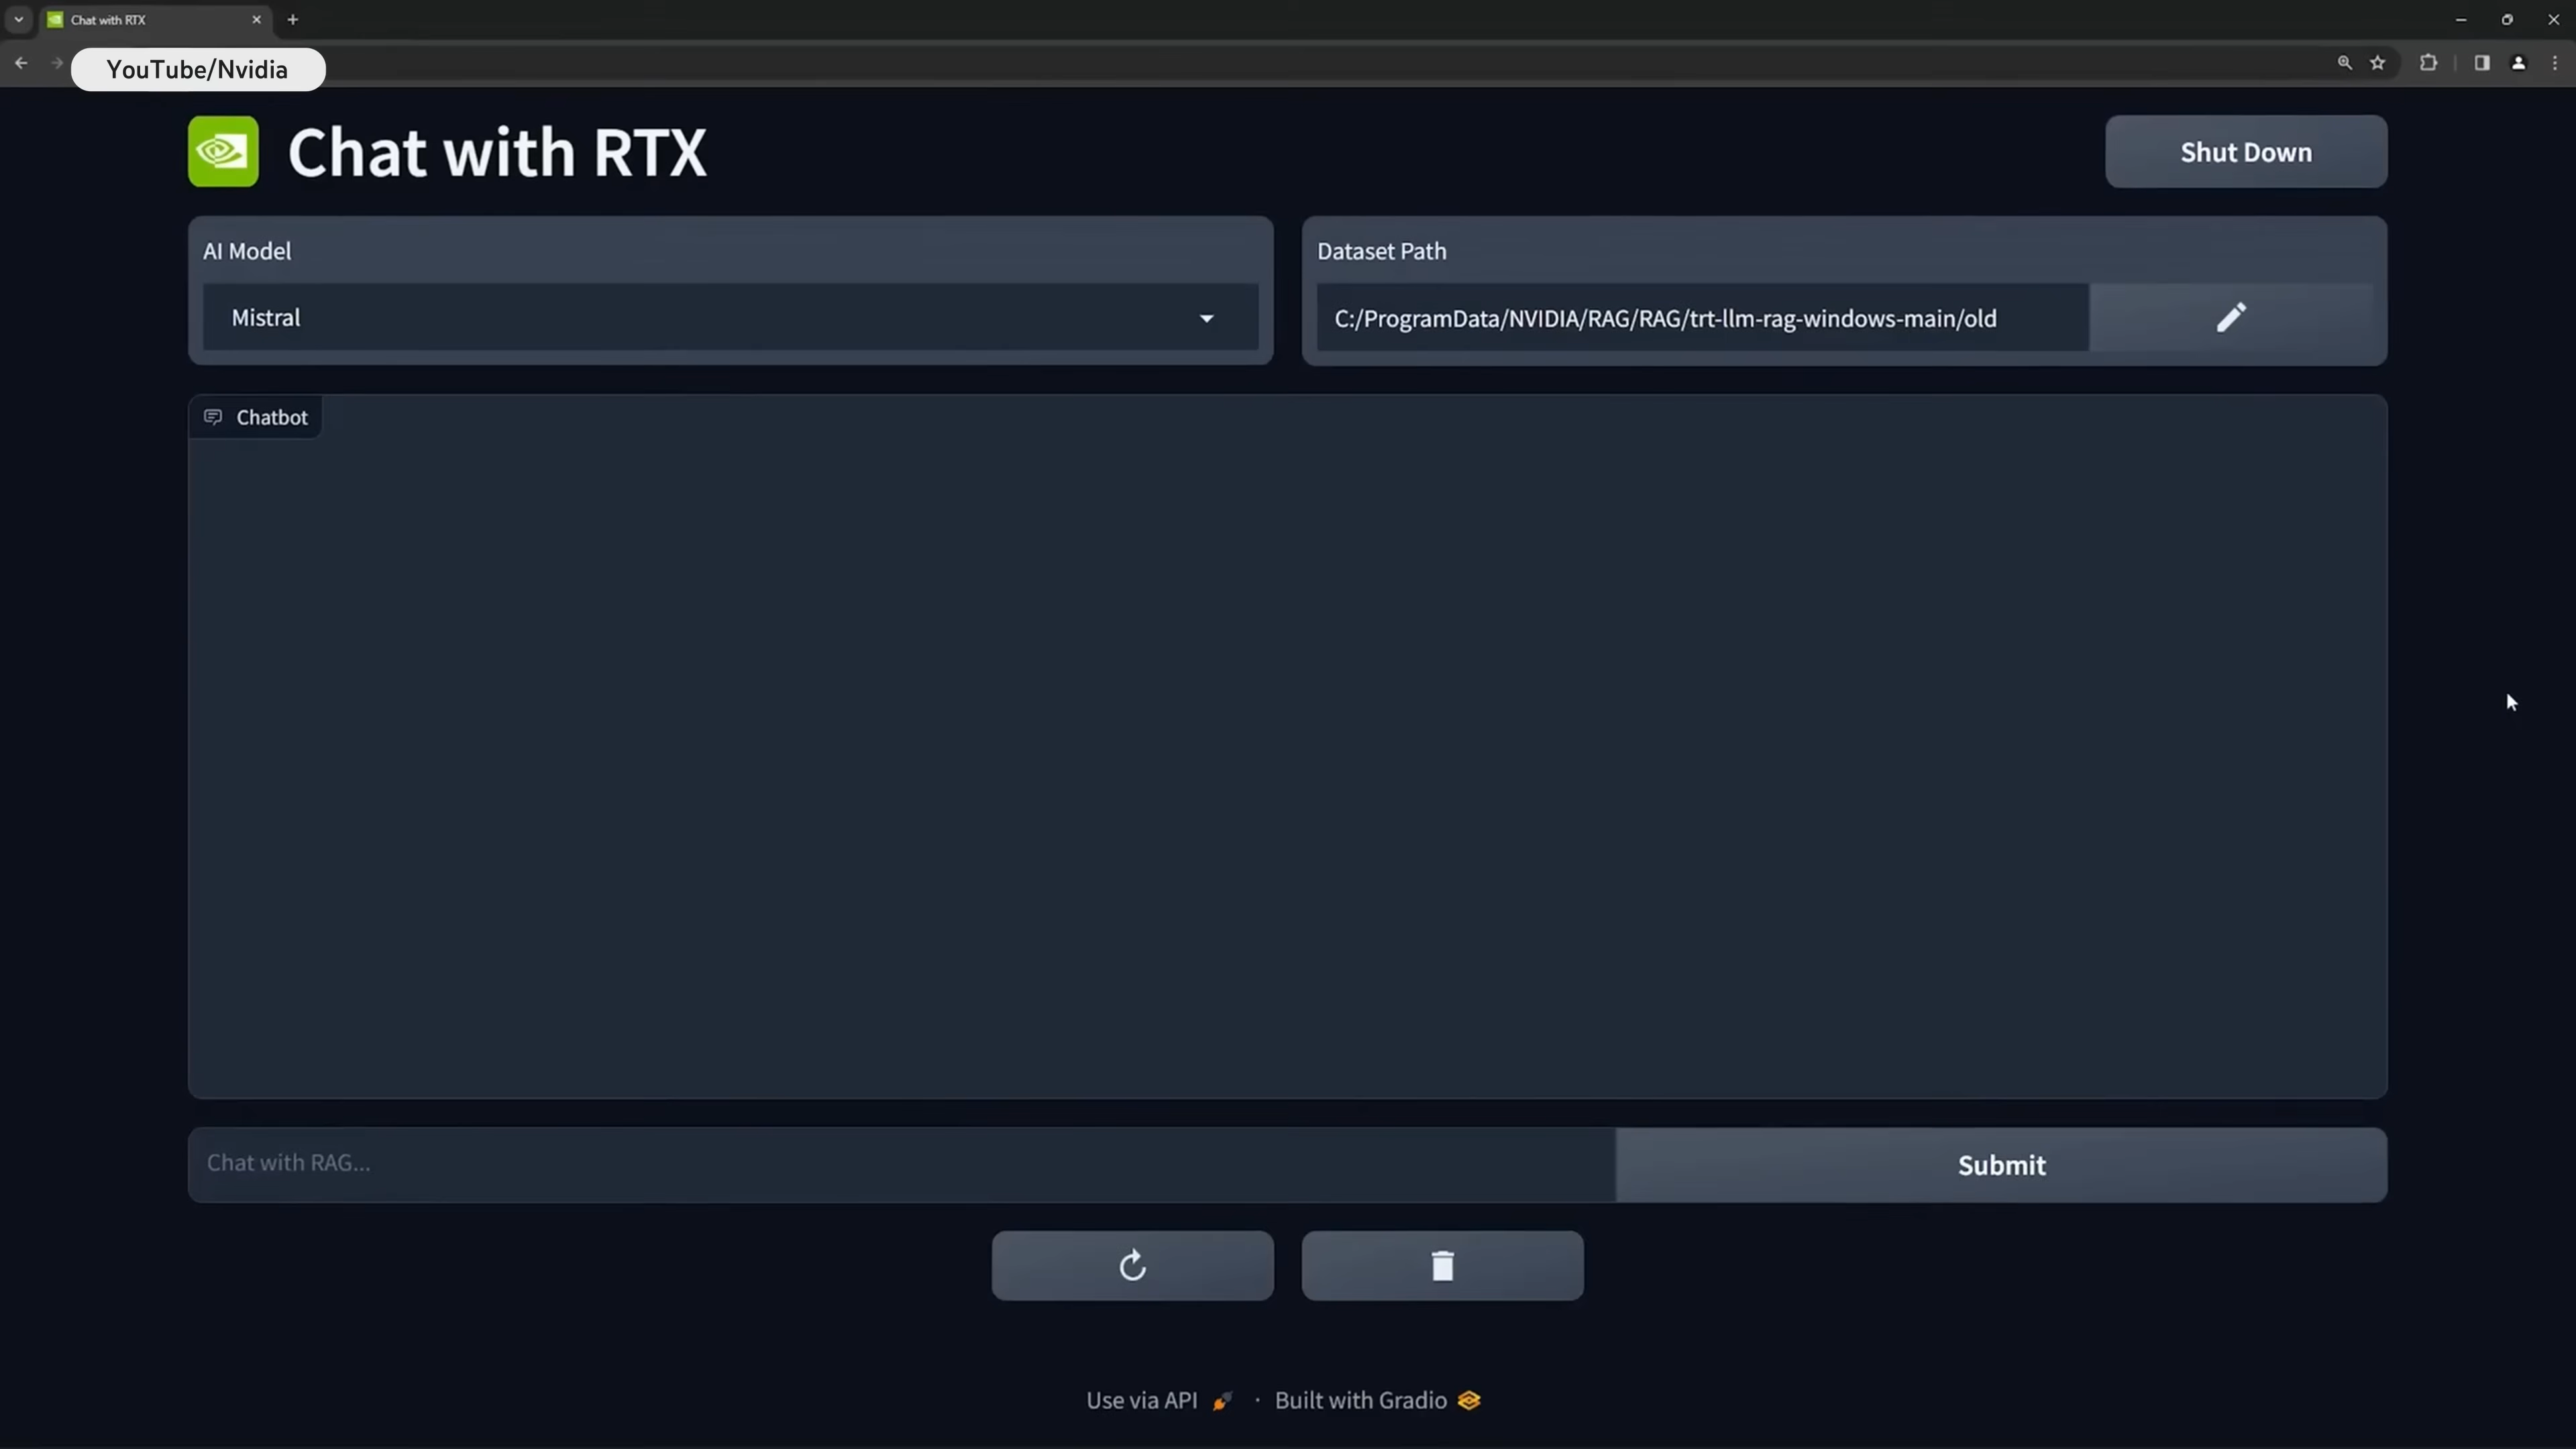 Chat with RTX
YouTube/Nvidia
Chat with RTX
Shut Down
AI Model
Dataset Path
Mistral
C:/ProgramData/NVIDIA/RAG/RAG/trt-llm-rag-windows-main/old
Chatbot
Chat with RAG...
Submit
Use via API · Built with Gradio